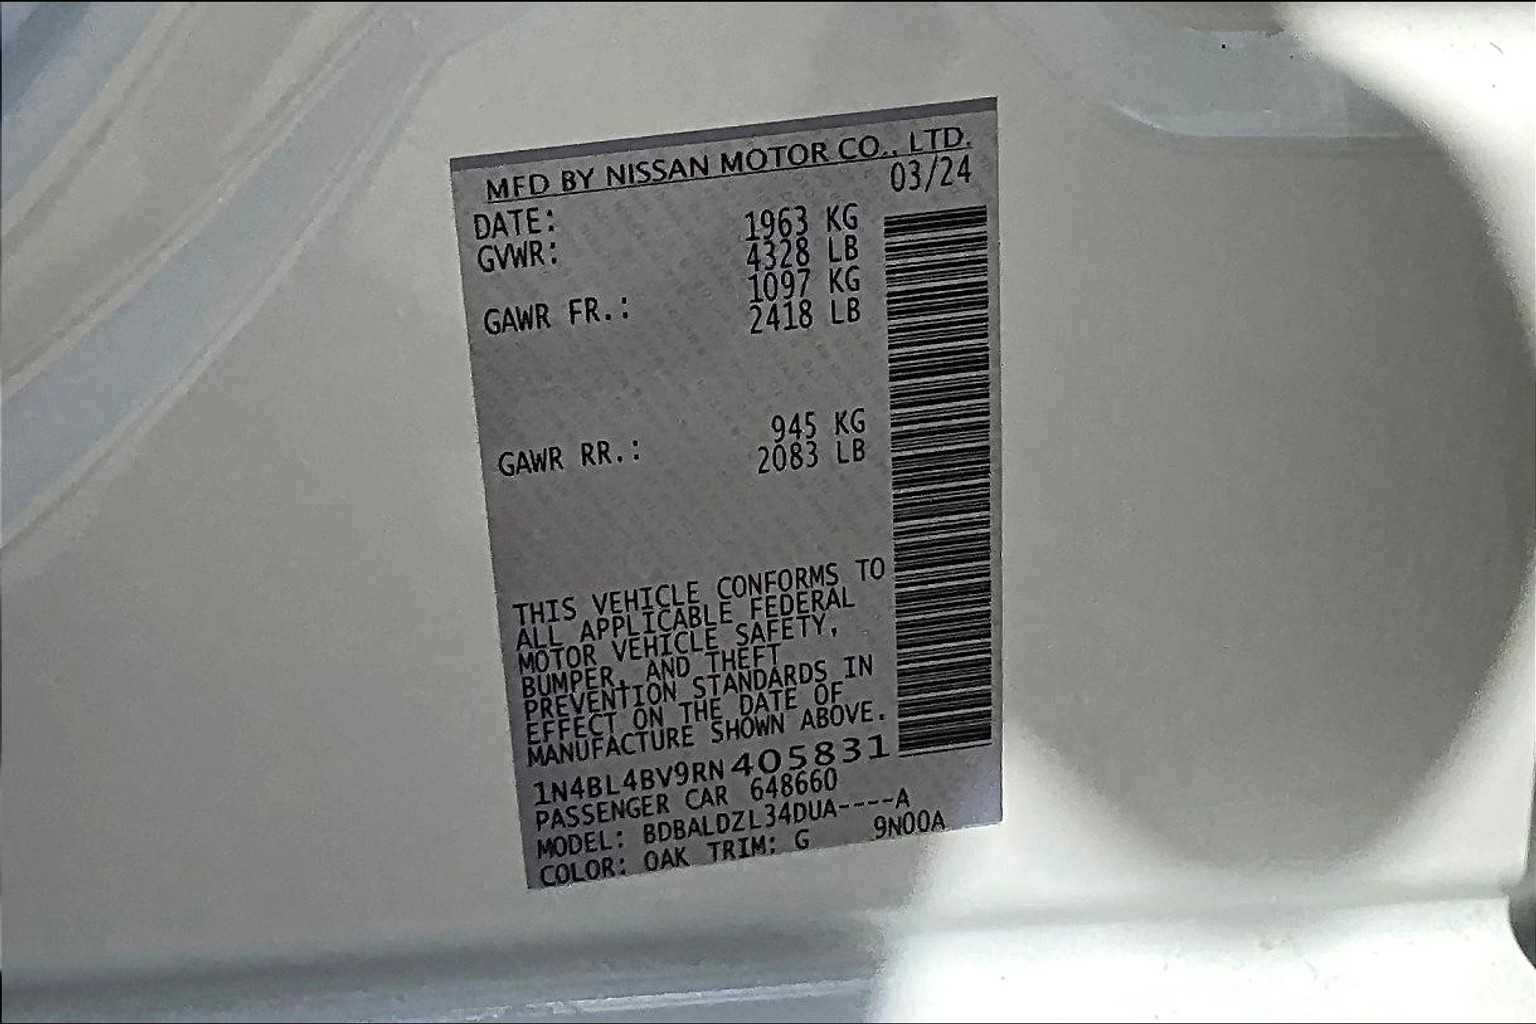 MFD BY NISSAN MOTOR CO., LTD.
DATE: 03/24
GVWR: 1963 KG
4328 LB
GAWR FR.: 1097 KG
2418 LB
GAWR RR.: 945 KG
2083 LB
THIS VEHICLE CONFORMS TO
ALL APPLICABLE FEDERAL
MOTOR VEHICLE SAFETY,
BUMPER, AND THEFT
PREVENTION STANDARDS IN
EFFECT ON THE DATE OF
MANUFACTURE SHOWN ABOVE.
1N4BL4BV9RN405831
PASSENGER CAR 648660
MODEL: BDBALDZL34DUA----A
COLOR: QAK TRIM: G 9N00A